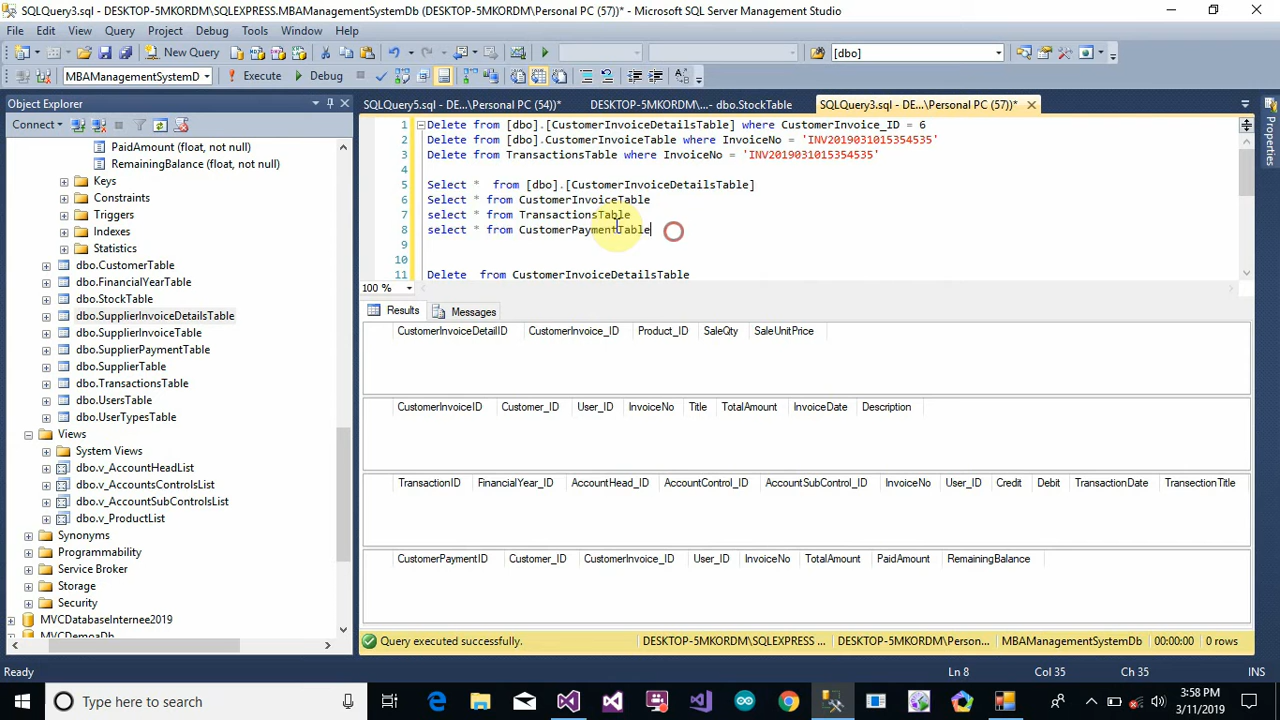 SQLQuery3.sql - DESKTOP-5MKORDM\SQLEXPRESS.MBAManagementSystemDb (DESKTOP-5MKORDM\Personal PC (57))* - Microsoft SQL Server Management Studio
File Edit View Query Project Debug Tools Window Help
New Query [dbo]
MBAManagementSystemD Execute Debug
Object Explorer
SQLQuery5.sql - DE...\Personal PC (54))* DESKTOP-5MKORDM\...- dbo.StockTable SQLQuery3.sql - DE...\Personal PC (57))*
Connect
PaidAmount (float, not null)
RemainingBalance (float, not null)
Keys
Constraints
Triggers
Indexes
Statistics
dbo.CustomerTable
dbo.FinancialYearTable
dbo.StockTable
dbo.SupplierInvoiceDetailsTable
dbo.SupplierInvoiceTable
dbo.SupplierPaymentTable
dbo.SupplierTable
dbo.TransactionsTable
dbo.UsersTable
dbo.UserTypesTable
Views
System Views
dbo.v_AccountHeadList
dbo.v_AccountsControlsList
dbo.v_AccountSubControlsList
dbo.v_ProductList
Synonyms
Programmability
Service Broker
Storage
Security
MVCDatabaseInternee2019
MVCDemoaDb
1 Delete from [dbo].[CustomerInvoiceDetailsTable] where CustomerInvoice_ID = 6
2 Delete from [dbo].CustomerInvoiceTable where InvoiceNo = 'INV2019031015354535'
3 Delete from TransactionsTable where InvoiceNo = 'INV2019031015354535'
4
5 Select *  from [dbo].[CustomerInvoiceDetailsTable]
6 Select * from CustomerInvoiceTable
7 select * from TransactionsTable
8 select * from CustomerPaymentTable
9
10
11 Delete  from CustomerInvoiceDetailsTable
100 %
Results Messages
CustomerInvoiceDetailID CustomerInvoice_ID Product_ID SaleQty SaleUnitPrice
CustomerInvoiceID Customer_ID User_ID InvoiceNo Title TotalAmount InvoiceDate Description
TransactionID FinancialYear_ID AccountHead_ID AccountControl_ID AccountSubControl_ID InvoiceNo User_ID Credit Debit TransactionDate TransectionTitle
CustomerPaymentID Customer_ID CustomerInvoice_ID User_ID InvoiceNo TotalAmount PaidAmount RemainingBalance
Query executed successfully. DESKTOP-5MKORDM\SQLEXPRESS ... DESKTOP-5MKORDM\Person... MBAManagementSystemDb 00:00:00 0 rows
Properties
Ready Ln 8 Col 35 Ch 35 INS
Type here to search
3:58 PM
3/11/2019